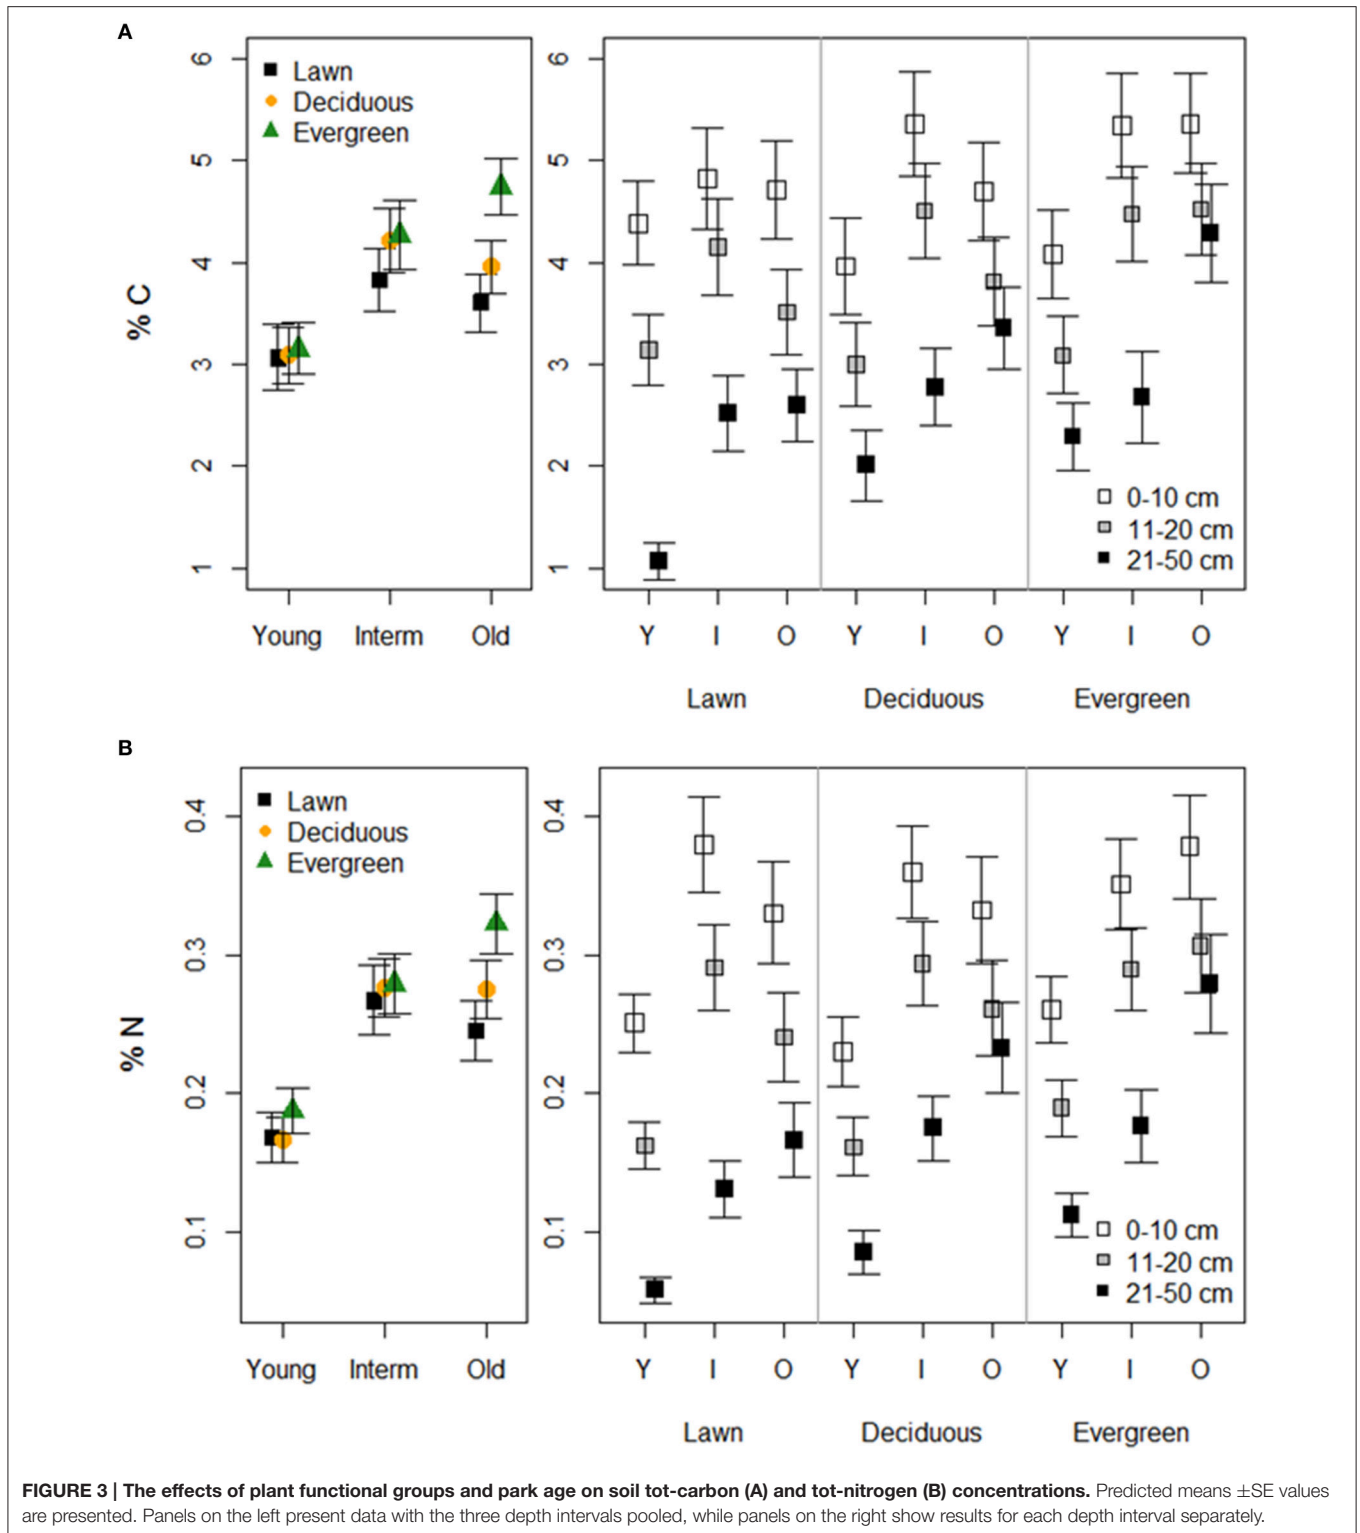 A
% C
6
5
4
3
2
1
Lawn
Deciduous
Evergreen
Young Interm Old
6
5
4
3
2
1
0-10 cm
11-20 cm
21-50 cm
Y I O Y I O Y I O
Lawn Deciduous Evergreen
B
% N
0.4
0.3
0.2
0.1
Lawn
Deciduous
Evergreen
Young Interm Old
0.4
0.3
0.2
0.1
0-10 cm
11-20 cm
21-50 cm
Y I O Y I O Y I O
Lawn Deciduous Evergreen
FIGURE 3 | The effects of plant functional groups and park age on soil tot-carbon (A) and tot-nitrogen (B) concentrations. Predicted means ±SE values
are presented. Panels on the left present data with the three depth intervals pooled, while panels on the right show results for each depth interval separately.